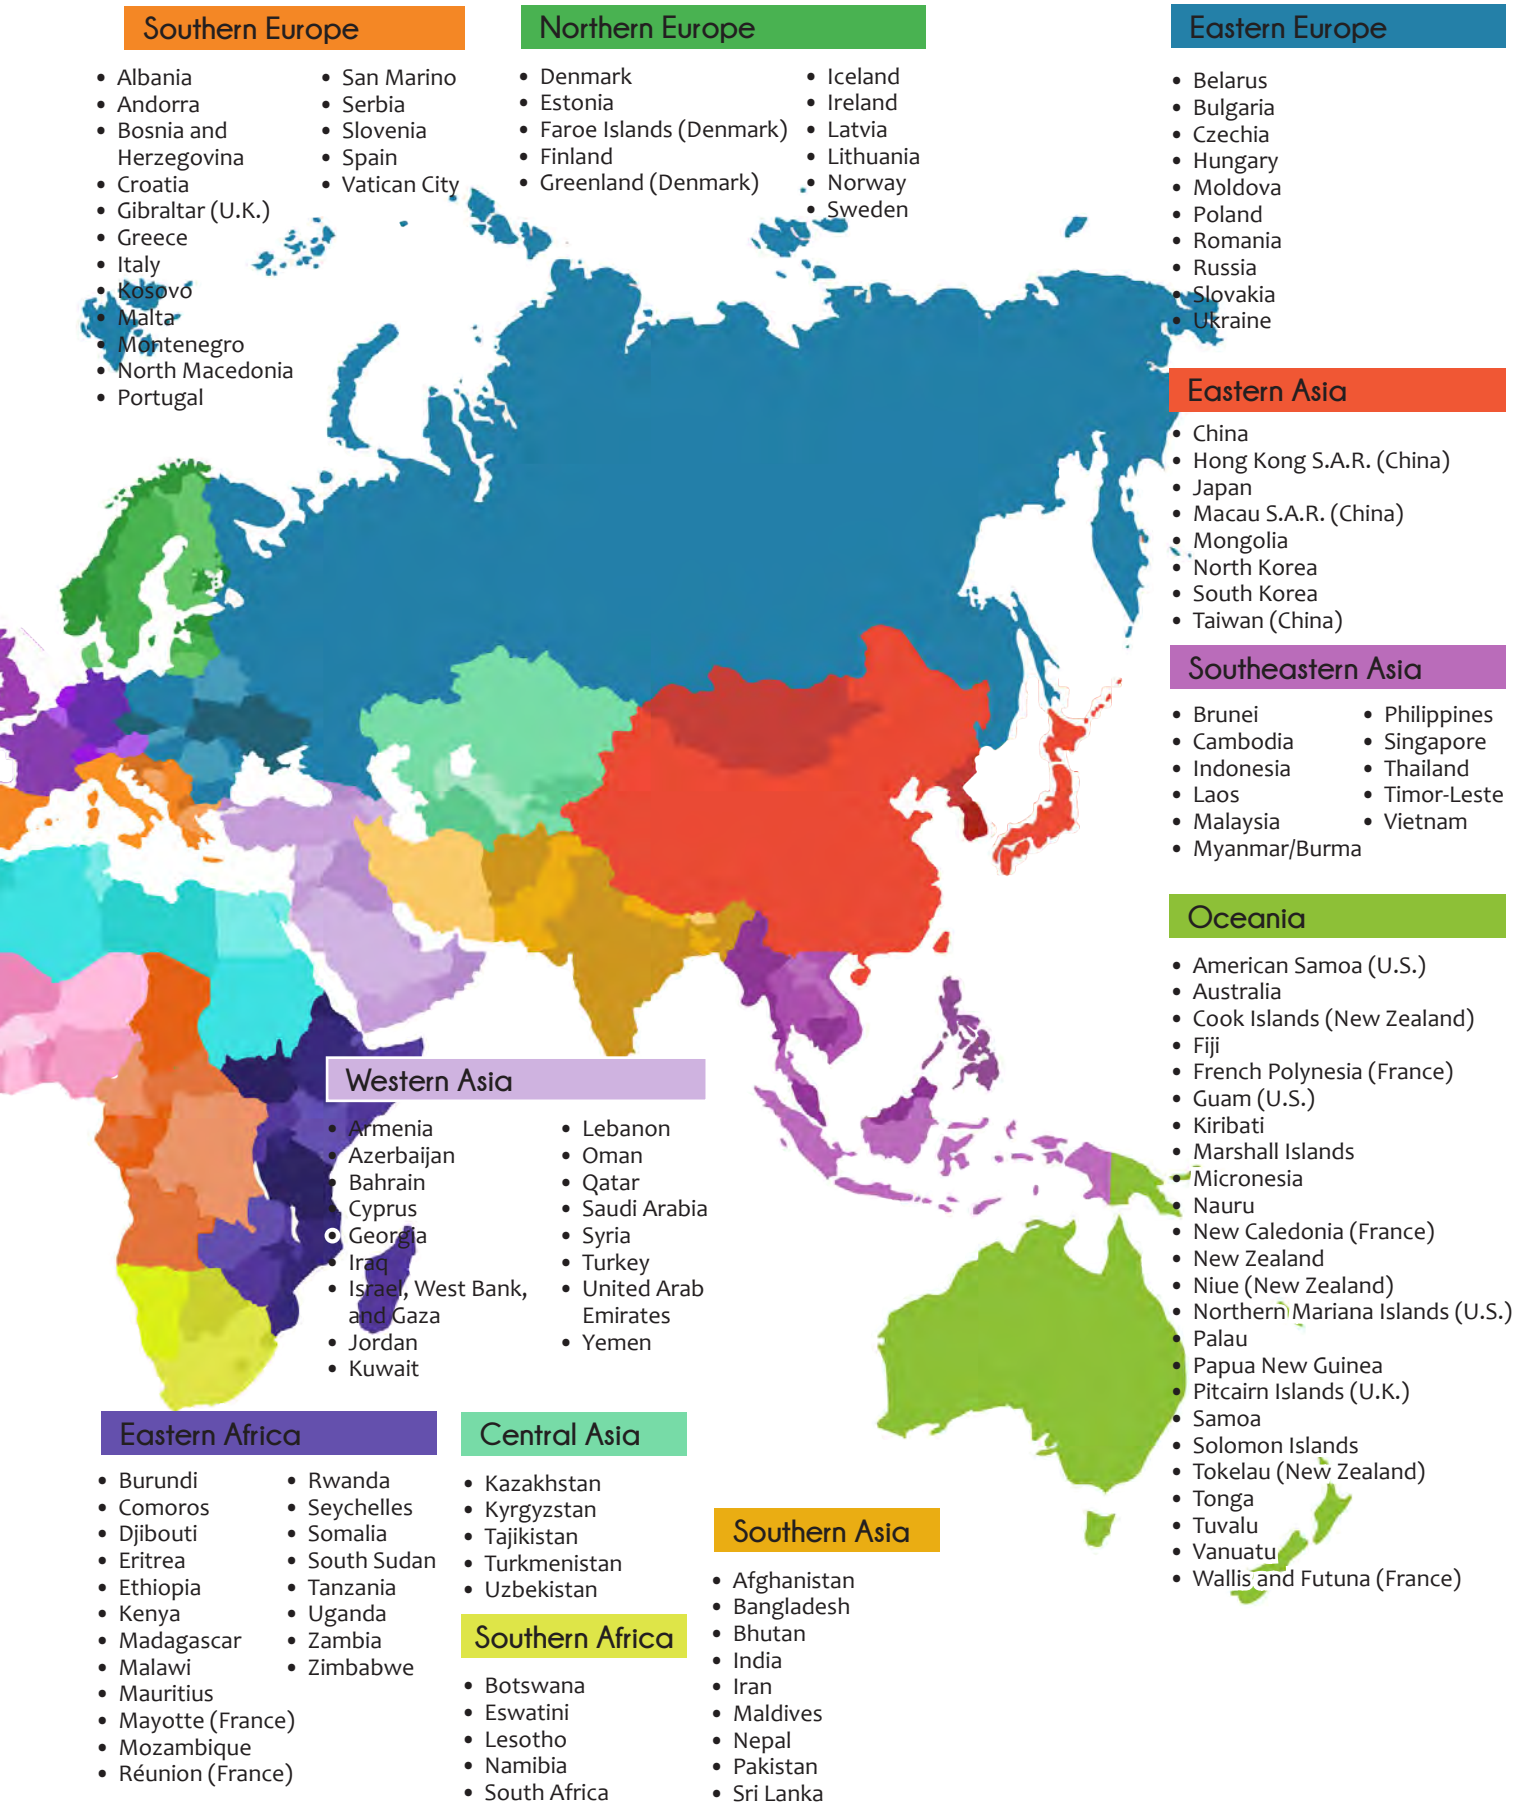 Southern Europe
Albania
Andorra
Bosnia and
Herzegovina
Croatia
Gibraltar (U.K.)
Greece
Italy
Kosovo
Malta
Montenegro
North Macedonia
Portugal
San Marino
Serbia
Slovenia
Spain
Vatican City
Northern Europe
Denmark
Estonia
Faroe Islands (Denmark)
Finland
Greenland (Denmark)
Iceland
Ireland
Latvia
Lithuania
Norway
Sweden
Eastern Europe
Belarus
Bulgaria
Czechia
Hungary
Moldova
Poland
Romania
Russia
Slovakia
Ukraine
Eastern Asia
China
Hong Kong S.A.R. (China)
Japan
Macau S.A.R. (China)
Mongolia
North Korea
South Korea
Taiwan (China)
Southeastern Asia
Brunei
Cambodia
Indonesia
Laos
Malaysia
Myanmar/Burma
Philippines
Singapore
Thailand
Timor-Leste
Vietnam
Oceania
American Samoa (U.S.)
Australia
Cook Islands (New Zealand)
Fiji
French Polynesia (France)
Guam (U.S.)
Kiribati
Marshall Islands
Micronesia
Nauru
New Caledonia (France)
New Zealand
Niue (New Zealand)
Northern Mariana Islands (U.S.)
Palau
Papua New Guinea
Pitcairn Islands (U.K.)
Samoa
Solomon Islands
Tokelau (New Zealand)
Tonga
Tuvalu
Vanuatu
Wallis and Futuna (France)
Western Asia
Armenia
Azerbaijan
Bahrain
Cyprus
Georgia
Iraq
Israel, West Bank,
and Gaza
Jordan
Kuwait
Lebanon
Oman
Qatar
Saudi Arabia
Syria
Turkey
United Arab
Emirates
Yemen
Eastern Africa
Burundi
Comoros
Djibouti
Eritrea
Ethiopia
Kenya
Madagascar
Malawi
Mauritius
Mayotte (France)
Mozambique
Réunion (France)
Rwanda
Seychelles
Somalia
South Sudan
Tanzania
Uganda
Zambia
Zimbabwe
Central Asia
Kazakhstan
Kyrgyzstan
Tajikistan
Turkmenistan
Uzbekistan
Southern Africa
Botswana
Eswatini
Lesotho
Namibia
South Africa
Southern Asia
Afghanistan
Bangladesh
Bhutan
India
Iran
Maldives
Nepal
Pakistan
Sri Lanka